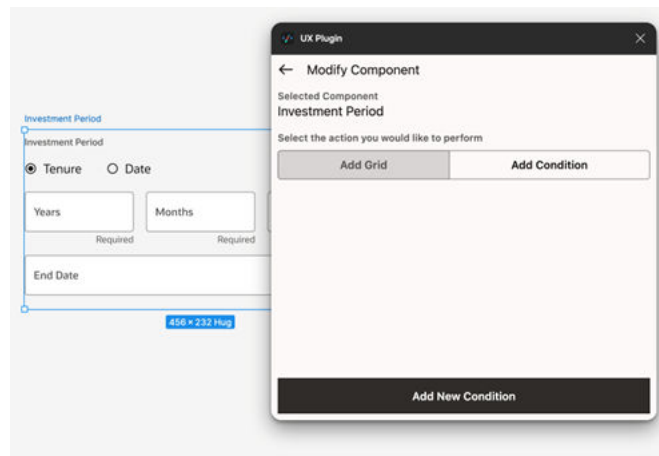 UX Plugin
Modify Component
Selected Component
Investment Period
Select the action you would like to perform
Add Grid
Add Condition
Add New Condition
Investment Period
Investment Period
Tenure
Date
Years
Months
Required
Required
End Date
456 × 232 Hug